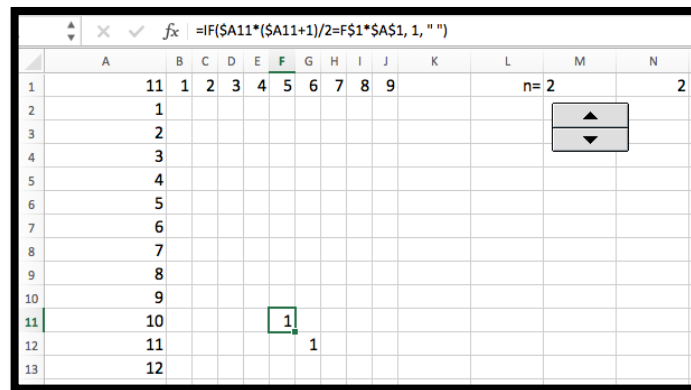 fx =IF($A11*($A11+1)/2=F$1*$A$1, 1, " ")
A B C D E F G H I J K L M N
1 11 1 2 3 4 5 6 7 8 9 n= 2 2
2 1
3 2
4 3
5 4
6 5
7 6
8 7
9 8
10 9
11 10 1
12 11 1
13 12